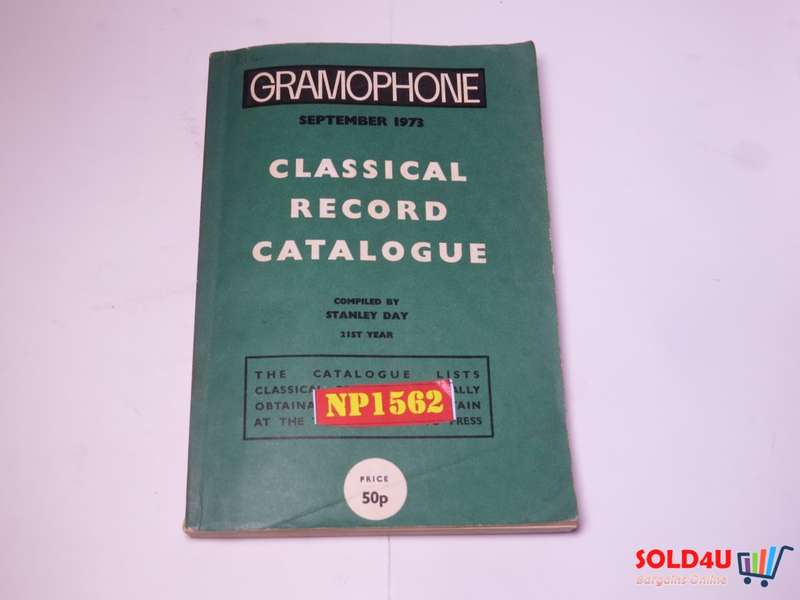 GRAMOPHONE
SEPTEMBER 1973
CLASSICAL
RECORD
CATALOGUE
COMPILED BY
STANLEY DAY
21ST YEAR
THE CATALOGUE LISTS
CLASSICAL
OBTAINA
AT THE PRESS
NP1562
PRICE
50p
SOLD4U
Bargains Online